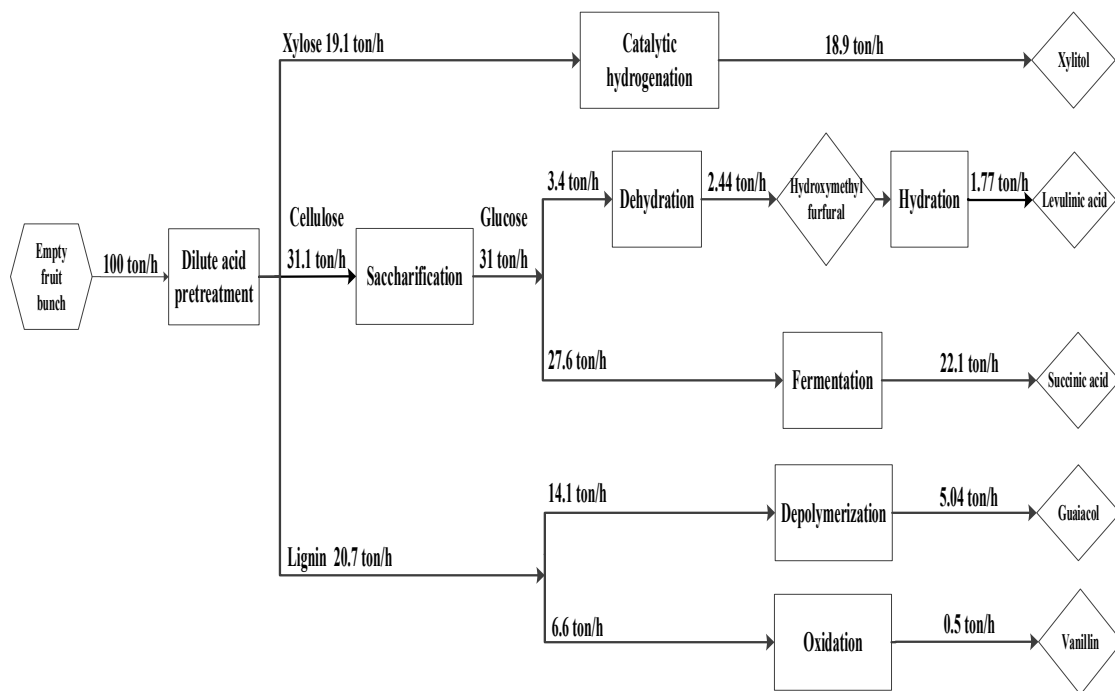 Xylose 19.1 ton/h
Catalytic
hydrogenation
18.9 ton/h
Xylitol
3.4 ton/h
Dehydration
2.44 ton/h
Hydroxymethyl
furfural
Hydration
1.77 ton/h
Levulinic acid
Empty
fruit
bunch
100 ton/h
Dilute acid
pretreatment
Cellulose
31.1 ton/h
Saccharification
Glucose
31 ton/h
27.6 ton/h
Fermentation
22.1 ton/h
Succinic acid
Lignin 20.7 ton/h
14.1 ton/h
Depolymerization
5.04 ton/h
Guaiacol
6.6 ton/h
Oxidation
0.5 ton/h
Vanillin